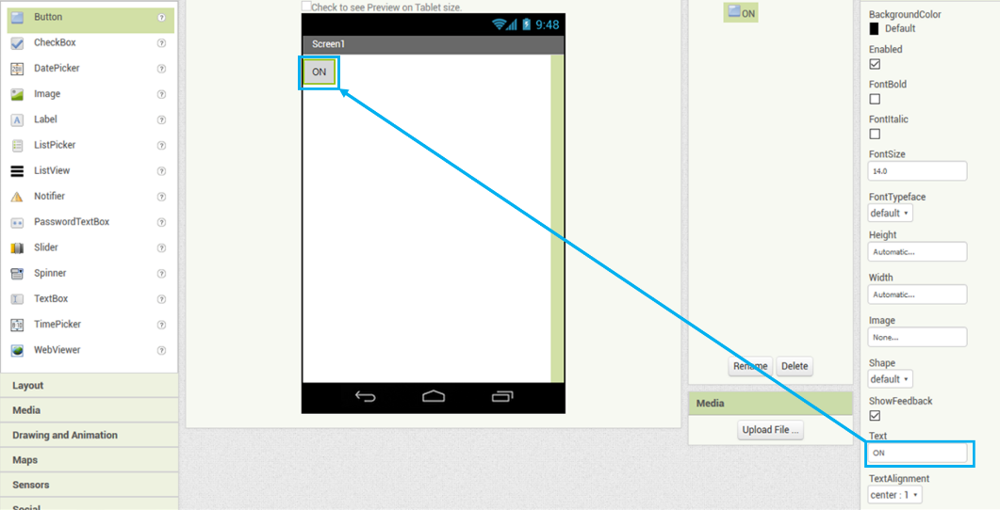 Button
CheckBox
DatePicker
Image
Label
ListPicker
ListView
Notifier
PasswordTextBox
Slider
Spinner
TextBox
TimePicker
WebViewer
Layout
Media
Drawing and Animation
Maps
Sensors
Social
Check to see Preview on Tablet size.
9:48
Screen1
ON
ON
Rename Delete
Media
Upload File ...
BackgroundColor
Default
Enabled
FontBold
FontItalic
FontSize
14.0
FontTypeface
default
Height
Automatic...
Width
Automatic...
Image
None...
Shape
default
ShowFeedback
Text
ON
TextAlignment
center : 1